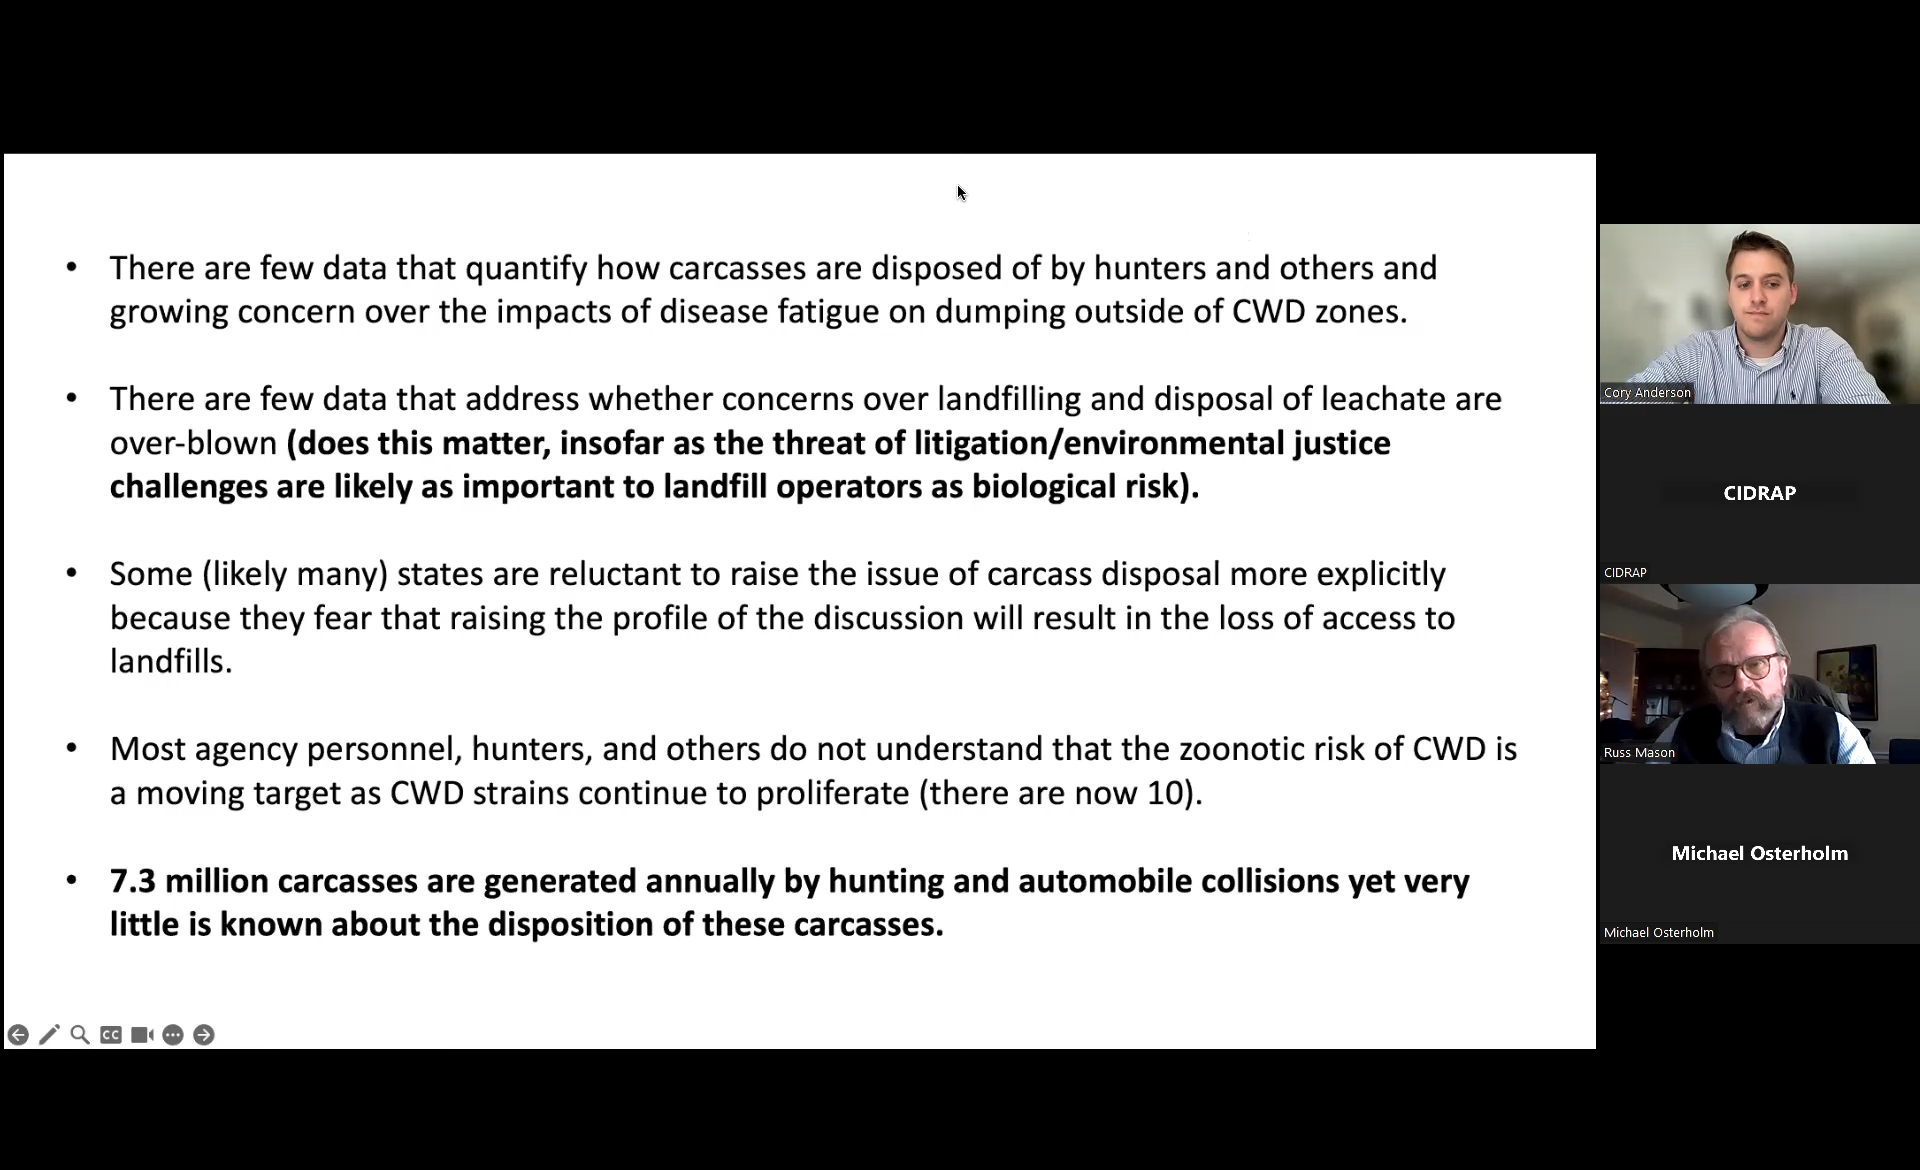 • There are few data that quantify how carcasses are disposed of by hunters and others and
growing concern over the impacts of disease fatigue on dumping outside of CWD zones.
• There are few data that address whether concerns over landfilling and disposal of leachate are
over-blown (does this matter, insofar as the threat of litigation/environmental justice
challenges are likely as important to landfill operators as biological risk).
• Some (likely many) states are reluctant to raise the issue of carcass disposal more explicitly
because they fear that raising the profile of the discussion will result in the loss of access to
landfills.
• Most agency personnel, hunters, and others do not understand that the zoonotic risk of CWD is
a moving target as CWD strains continue to proliferate (there are now 10).
• 7.3 million carcasses are generated annually by hunting and automobile collisions yet very
little is known about the disposition of these carcasses.
CC
Cory Anderson
CIDRAP
CIDRAP
Russ Mason
Michael Osterholm
Michael Osterholm